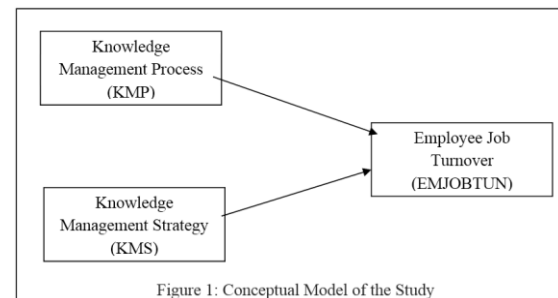 Knowledge
Management Process
(KMP)
Employee Job
Turnover
(EMJOBTUN)
Knowledge
Management Strategy
(KMS)
Figure 1: Conceptual Model of the Study